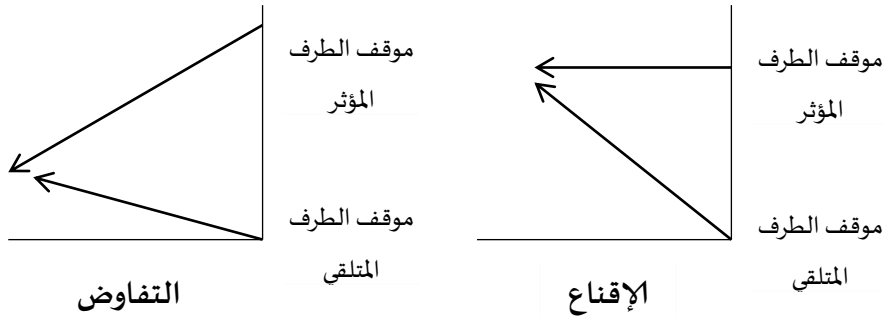 موقف الطرف
المؤثر
موقف الطرف
المتلقي
الإقناع
موقف الطرف
المؤثر
موقف الطرف
المتلقي
التفاوض